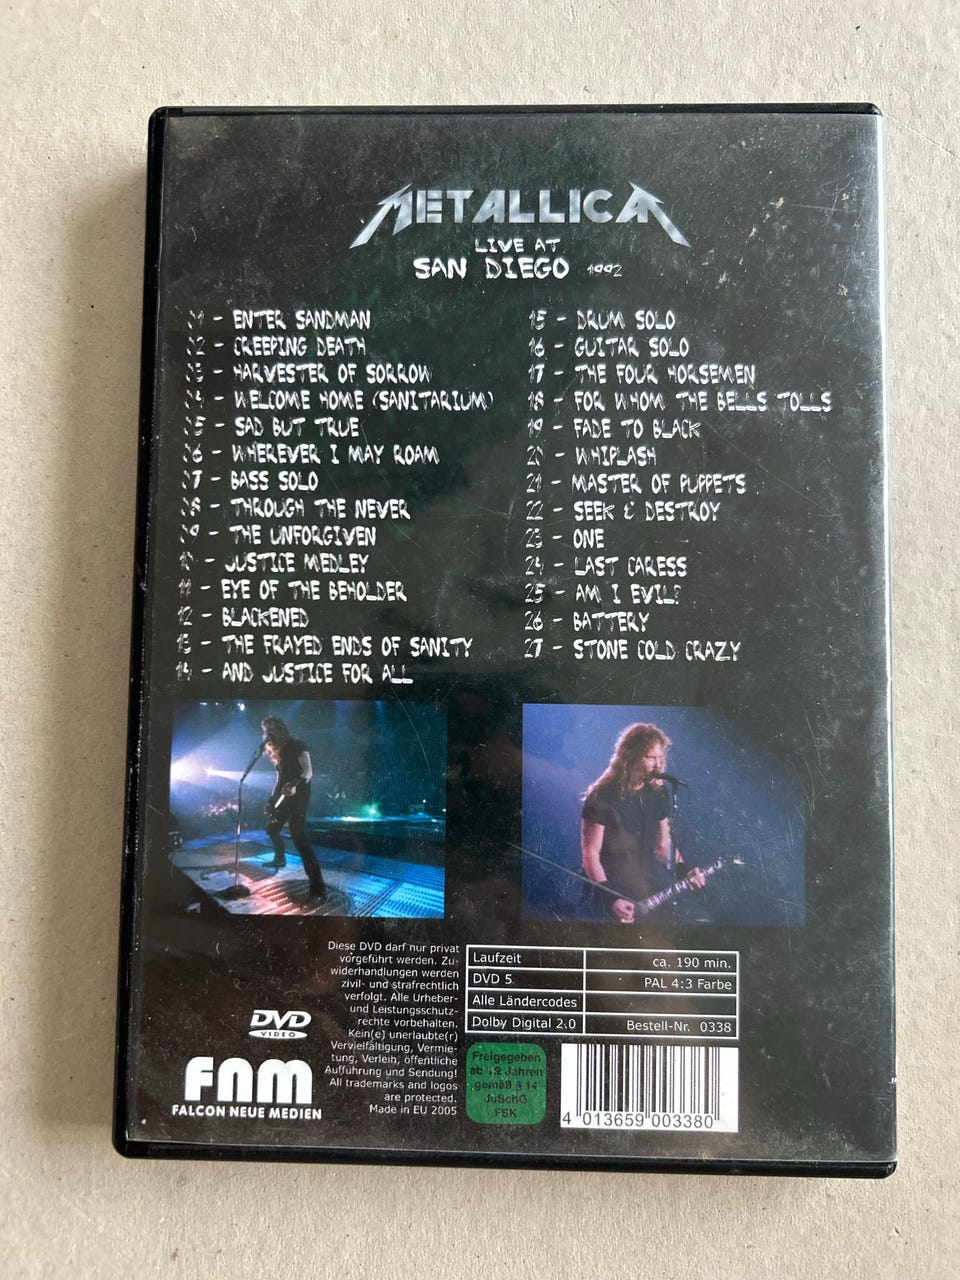 METALLICA
LIVE AT
SAN DIEGO 1992
01 - ENTER SANDMAN
02 - CREEPING DEATH
03 - HARVESTER OF SORROW
04 - WELCOME HOME (SANITARIUM)
05 - SAD BUT TRUE
06 - WHEREVER I MAY ROAM
07 - BASS SOLO
08 - THROUGH THE NEVER
09 - THE UNFORGIVEN
10 - JUSTICE MEDLEY
11 - EYE OF THE BEHOLDER
12 - BLACKENED
13 - THE FRAYED ENDS OF SANITY
14 - AND JUSTICE FOR ALL
15 - DRUM SOLO
16 - GUITAR SOLO
17 - THE FOUR HORSEMEN
18 - FOR WHOM THE BELLS TOLLS
19 - FADE TO BLACK
20 - WHIPLASH
21 - MASTER OF PUPPETS
22 - SEEK & DESTROY
23 - ONE
24 - LAST CARESS
25 - AM I EVIL?
26 - BATTERY
27 - STONE COLD CRAZY
DVD
VIDEO
FNM
FALCON NEUE MEDIEN
Diese DVD darf nur privat
vorgeführt werden. Zu-
widerhandlungen werden
zivil- und strafrechtlich
verfolgt. Alle Urheber-
und Leistungsschutz-
rechte vorbehalten.
Kein(e) unerlaubte(r)
Vervielfältigung, Vermie-
tung, Verleih, öffentliche
Aufführung und Sendung!
All trademarks and logos
are protected.
Made in EU 2005
Laufzeit ca. 190 min.
DVD 5 PAL 4:3 Farbe
Alle Ländercodes
Dolby Digital 2.0 Bestell-Nr. 0338
Freigegeben
ab 12 Jahren
gemäß § 14
JuSchG
FSK
4 013659 003380